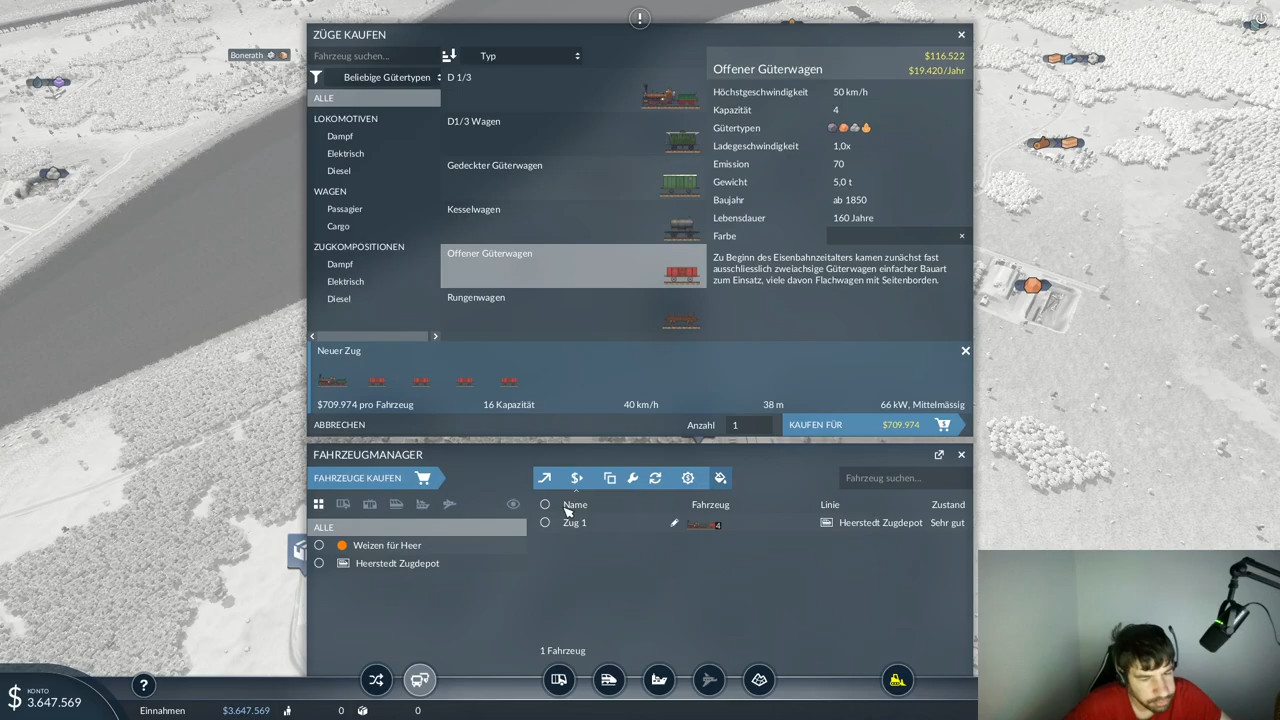 Bonerath
ZÜGE KAUFEN
Fahrzeug suchen...
Typ
Beliebige Gütertypen
ALLE
LOKOMOTIVEN
Dampf
Elektrisch
Diesel
WAGEN
Passagier
Cargo
ZUGKOMPOSITIONEN
Dampf
Elektrisch
Diesel
D 1/3
D1/3 Wagen
Gedeckter Güterwagen
Kesselwagen
Offener Güterwagen
Rungenwagen
$116.522
Offener Güterwagen
$19.420/Jahr
Höchstgeschwindigkeit 50 km/h
Kapazität 4
Gütertypen
Ladegeschwindigkeit 1,0x
Emission 70
Gewicht 5,0 t
Baujahr ab 1850
Lebensdauer 160 Jahre
Farbe
Zu Beginn des Eisenbahnzeitalters kamen zunächst fast
ausschliesslich zweiachsige Güterwagen einfacher Bauart
zum Einsatz, viele davon Flachwagen mit Seitenborden.
Neuer Zug
$709.974 pro Fahrzeug 16 Kapazität 40 km/h 38 m 66 kW, Mittelmässig
ABBRECHEN Anzahl 1 KAUFEN FÜR $709.974
FAHRZEUGMANAGER
FAHRZEUGE KAUFEN
Fahrzeug suchen...
Name Fahrzeug Linie Zustand
Zug 1 4 Heerstedt Zugdepot Sehr gut
ALLE
Weizen für Heer
Heerstedt Zugdepot
1 Fahrzeug
$ KONTO
3.647.569
?
Einnahmen $3.647.569 0 0